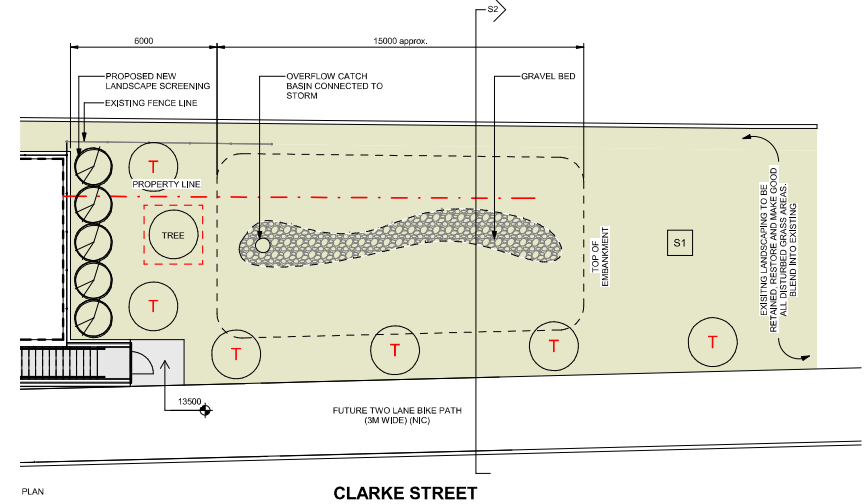 S2
6000
15000 approx.
PROPOSED NEW
LANDSCAPE SCREENING
OVERFLOW CATCH
BASIN CONNECTED TO
STORM
GRAVEL BED
EXISTING FENCE LINE
T
PROPERTY LINE
TREE
TOP OF
EMBANKMENT
S1
EXISITNG LANDSCAPING TO BE
RETAINED, RESTORE AND MAKE GOOD
ALL DISTURBED GRASS AREAS.
BLEND INTO EXISTING
T
T
T
T
T
13500
FUTURE TWO LANE BIKE PATH
(3M WIDE) (NIC)
PLAN
CLARKE STREET